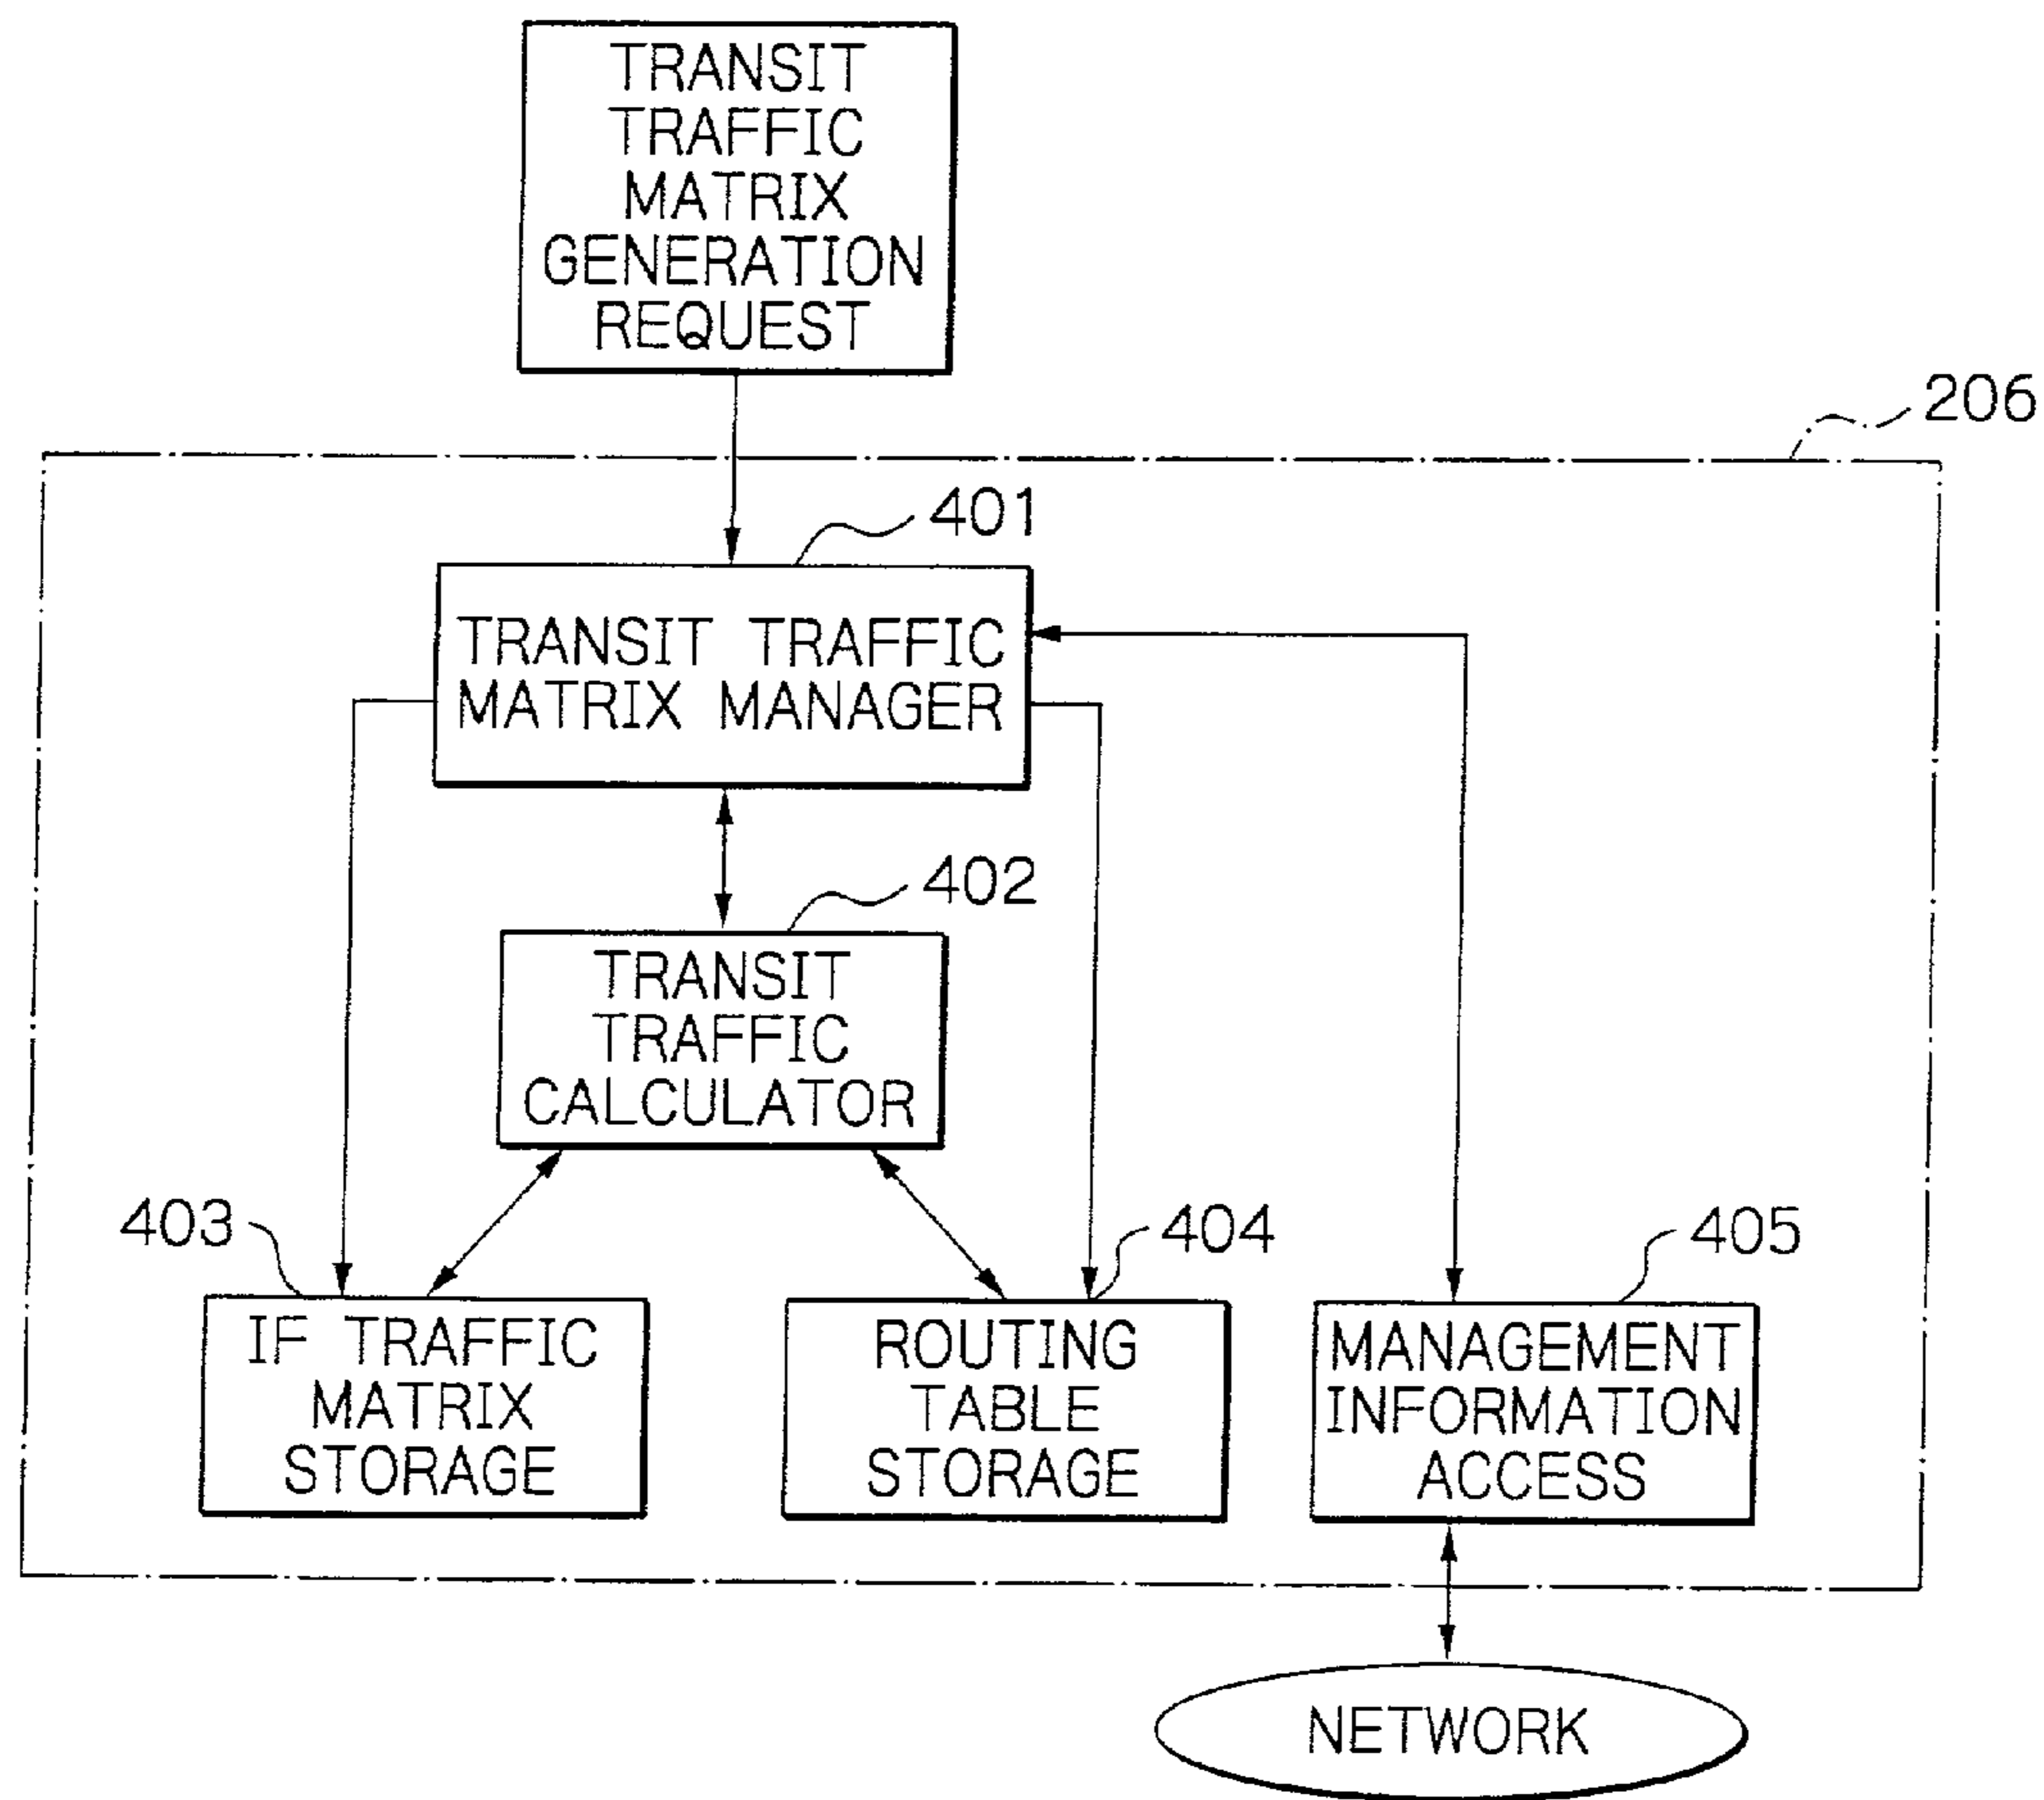 TRANSIT
TRAFFIC
MATRIX
GENERATION
REQUEST
206
401
TRANSIT TRAFFIC
MATRIX MANAGER
402
TRANSIT
TRAFFIC
CALCULATOR
403
404
405
IF TRAFFIC
MATRIX
STORAGE
ROUTING
TABLE
STORAGE
MANAGEMENT
INFORMATION
ACCESS
NETWORK